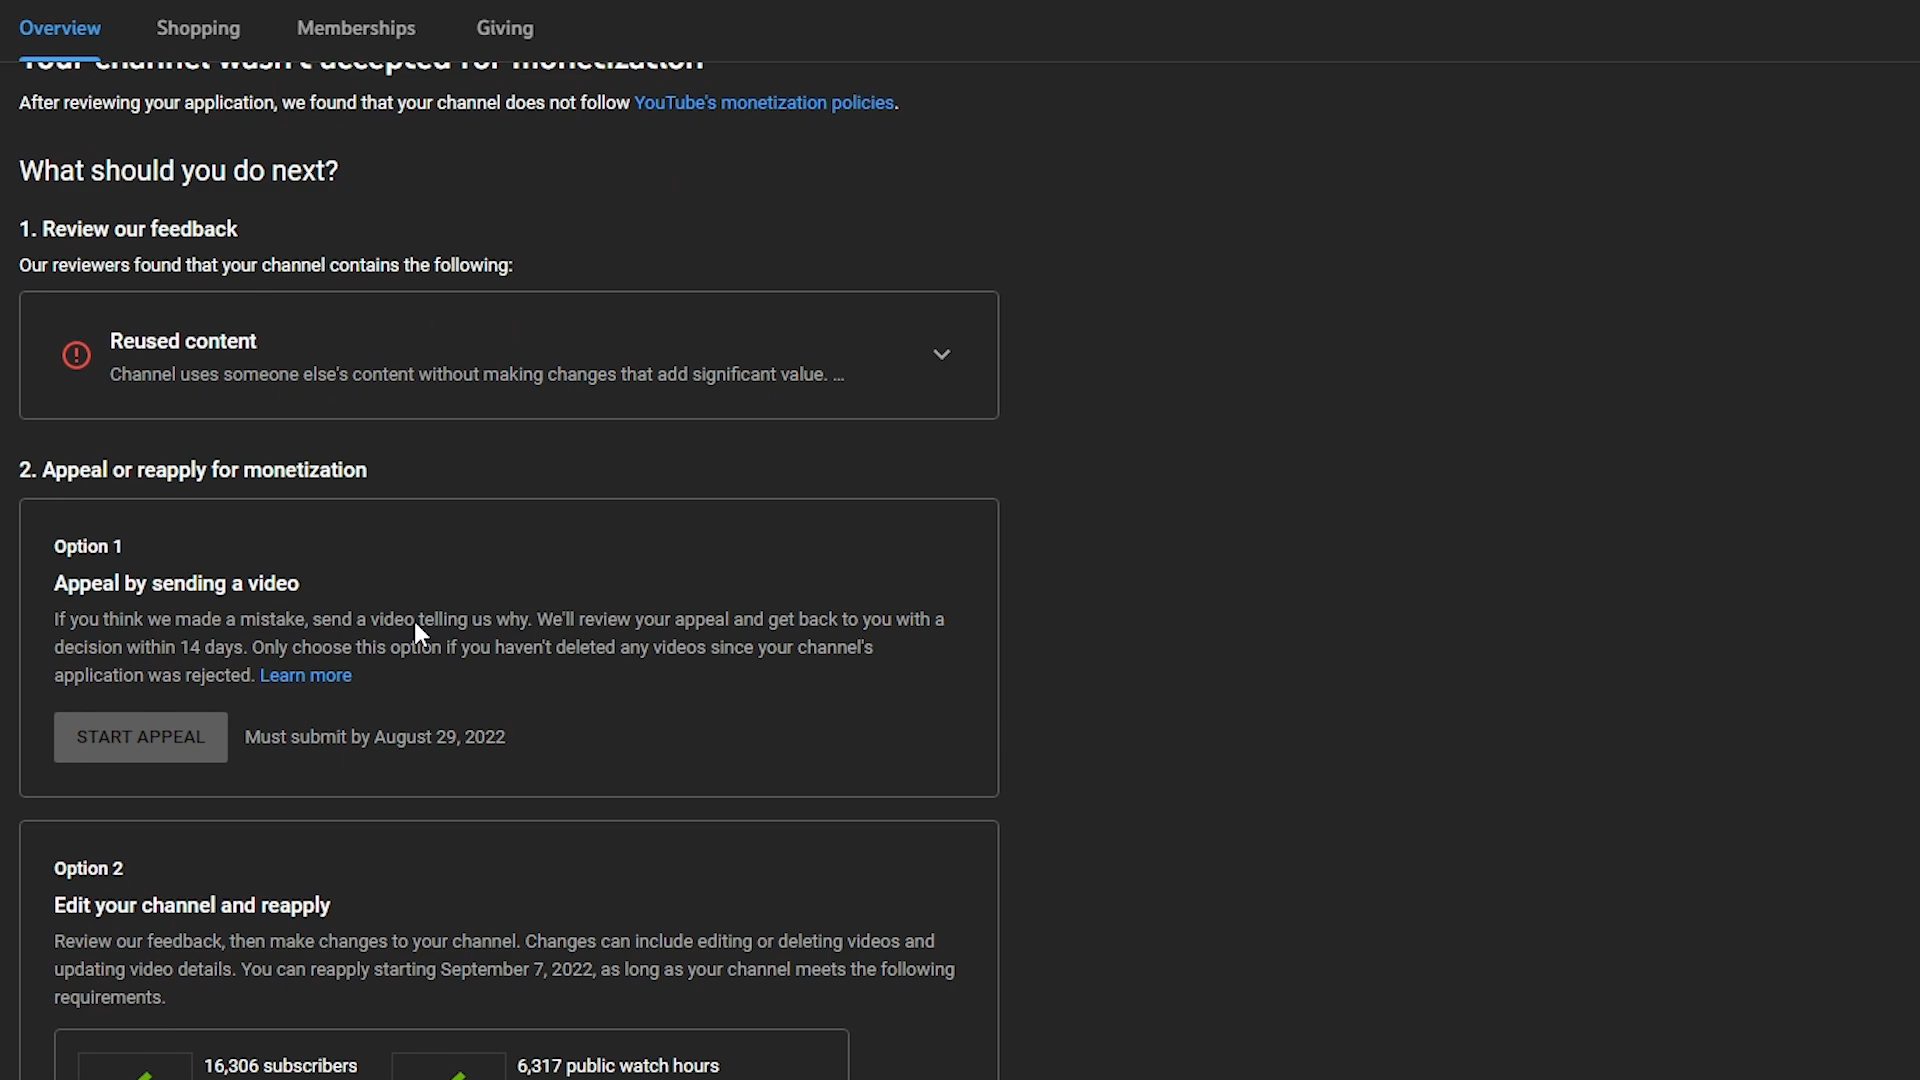 Overview Shopping Memberships Giving
Your channel wasn't accepted for monetization
After reviewing your application, we found that your channel does not follow YouTube's monetization policies.
What should you do next?
1. Review our feedback
Our reviewers found that your channel contains the following:
Reused content
Channel uses someone else's content without making changes that add significant value. ...
2. Appeal or reapply for monetization
Option 1
Appeal by sending a video
If you think we made a mistake, send a video telling us why. We'll review your appeal and get back to you with a
decision within 14 days. Only choose this option if you haven't deleted any videos since your channel's
application was rejected. Learn more
START APPEAL Must submit by August 29, 2022
Option 2
Edit your channel and reapply
Review our feedback, then make changes to your channel. Changes can include editing or deleting videos and
updating video details. You can reapply starting September 7, 2022, as long as your channel meets the following
requirements.
16,306 subscribers 6,317 public watch hours